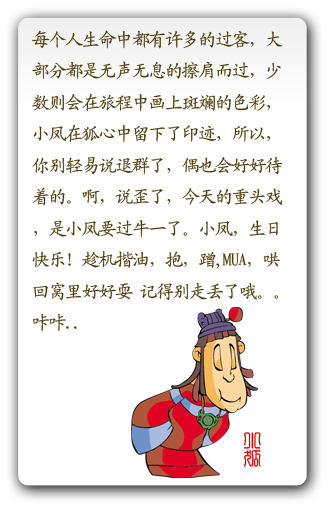 每个人生命中都有许多的过客，大
部分都是无声无息的擦肩而过，少
数则会在旅程中画上斑斓的色彩，
小凤在狐心中留下了印迹，所以，
你别轻易说退群了，偶也会好好待
着的。啊，说歪了，今天的重头戏
，是小凤要过牛一了。小凤，生日
快乐！趁机揩油，抱，蹭,MUA，哄
回窝里好好耍 记得别走丢了哦。。
咔咔..